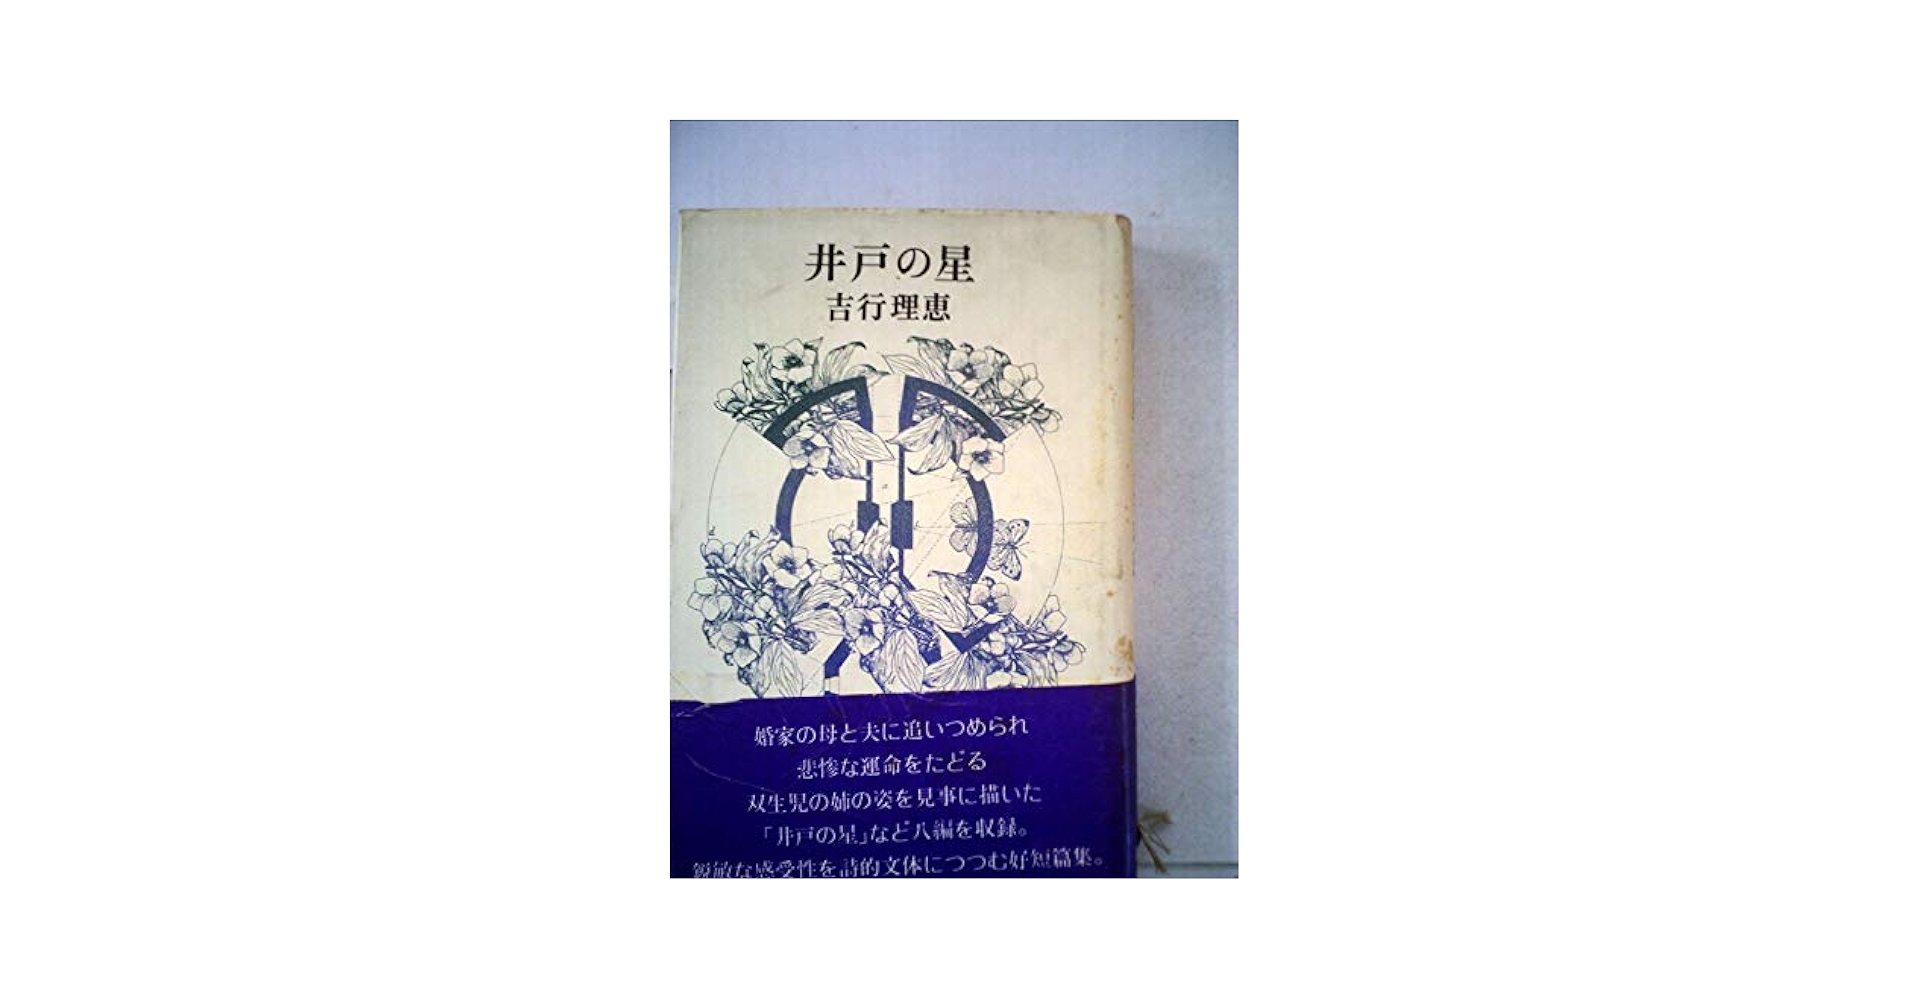 井戸の星
吉行理恵
婚家の母と夫に追いつめられ
悲惨な運命をたどる
双生児の姉の姿を見事に描いた
「井戸の星」など八編を収録。
鋭敏な感受性を詩的文体につつむ好短篇集。